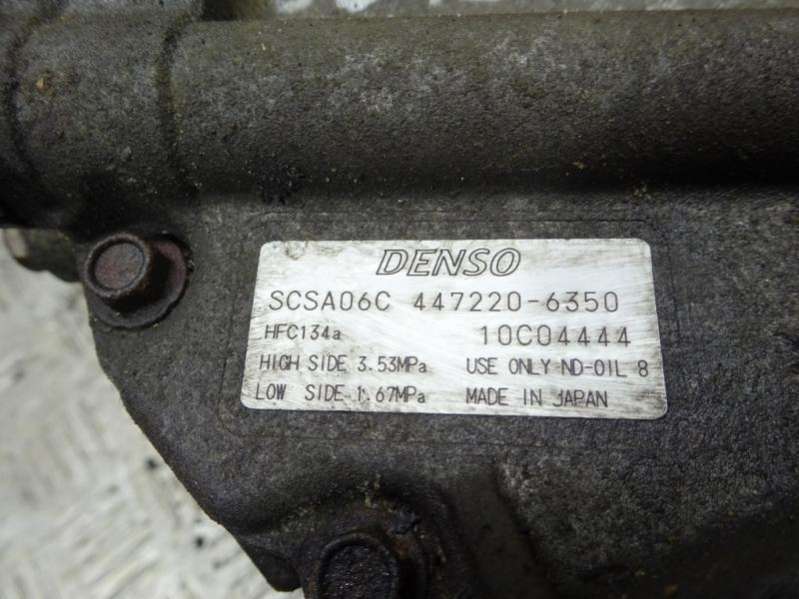 DENSO
SCSA06C 447220-6350
HFC134a 10C04444
HIGH SIDE 3.53MPa USE ONLY ND-OIL 8
LOW SIDE 1.67MPa MADE IN JAPAN